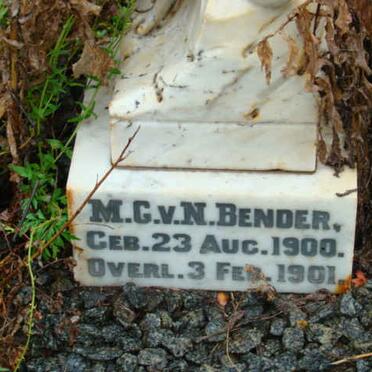 M.G.v.N. BENDER,
GEB. 23 AUG. 1900.
OVERL. 3 FEB. 1901.